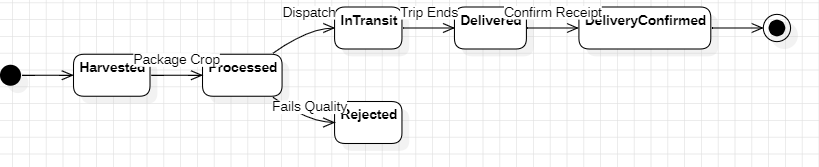 Dispatch
InTransit
Trip Ends
Delivered
Confirm Receipt
DeliveryConfirmed
Harvested
Package Crop
Processed
Fails Quality
Rejected